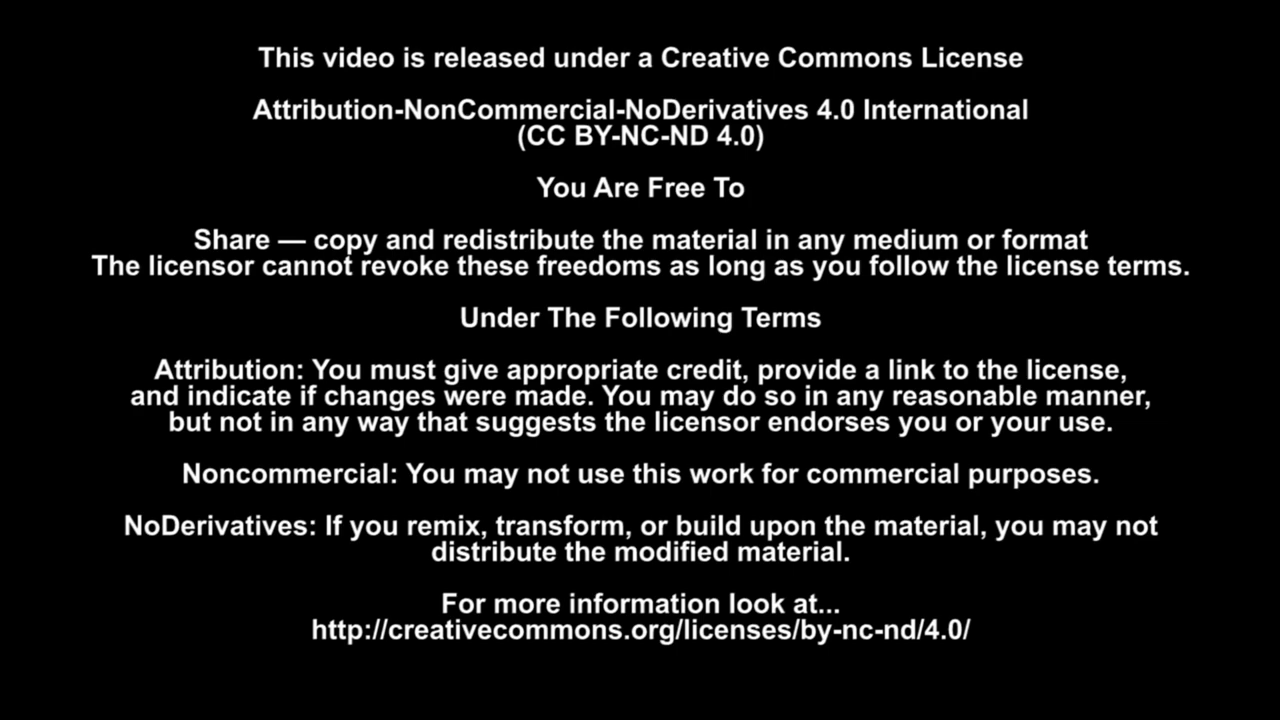 This video is released under a Creative Commons License
Attribution-NonCommercial-NoDerivatives 4.0 International
(CC BY-NC-ND 4.0)
You Are Free To
Share — copy and redistribute the material in any medium or format
The licensor cannot revoke these freedoms as long as you follow the license terms.
Under The Following Terms
Attribution: You must give appropriate credit, provide a link to the license,
and indicate if changes were made. You may do so in any reasonable manner,
but not in any way that suggests the licensor endorses you or your use.
Noncommercial: You may not use this work for commercial purposes.
NoDerivatives: If you remix, transform, or build upon the material, you may not
distribute the modified material.
For more information look at...
http://creativecommons.org/licenses/by-nc-nd/4.0/